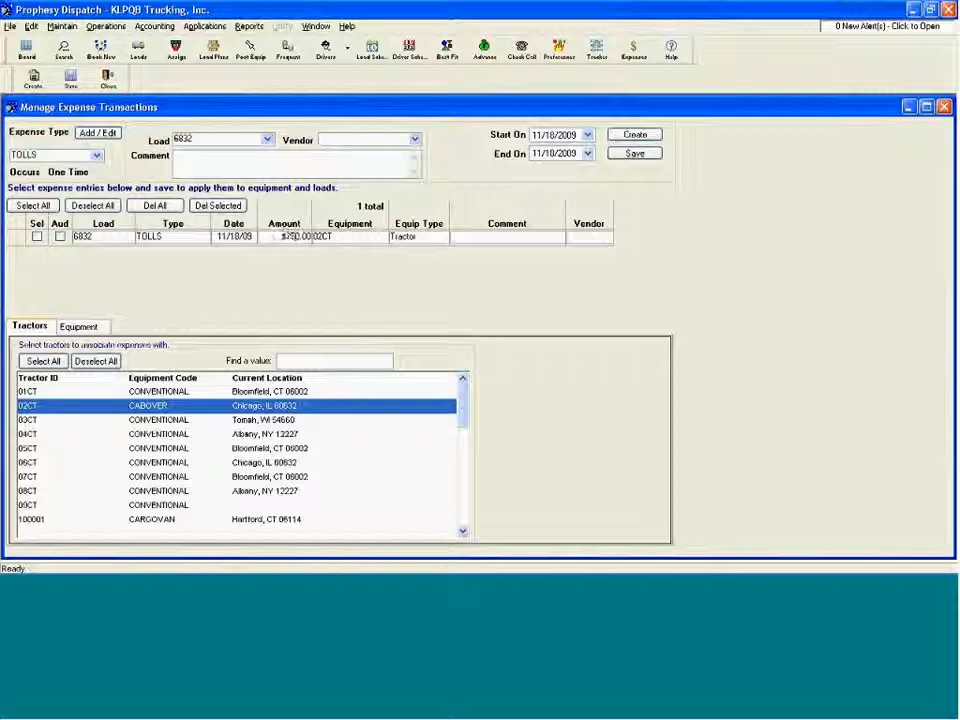 Prophesy Dispatch - KLPQB Trucking, Inc.
File Edit Maintain Operations Accounting Applications Reports Utility Window Help
0 New Alert(s) - Click to Open
Board Search Book Now Loads Assign Load Plans Post Equip Frequent Drivers Load Sche... Driver Sche... Best Fit Advance Check Call Preferences Tracker Expenses Help
Create Save Close
Manage Expense Transactions
Expense Type Add / Edit Load 6832 Vendor Start On 11/18/2009 Create
TOLLS Comment End On 11/18/2009 Save
Occurs One Time
Select expense entries below and save to apply them to equipment and loads.
Select All Deselect All Del All Del Selected 1 total
Sel Aud Load Type Date Amount Equipment Equip Type Comment Vendor
6832 TOLLS 11/18/09 02CT Tractor
Tractors Equipment
Select tractors to associate expenses with.
Select All Deselect All Find a value:
Tractor ID Equipment Code Current Location
01CT CONVENTIONAL Bloomfield, CT 06002
02CT CABOVER Chicago, IL 60632
03CT CONVENTIONAL Tomah, WI 54660
04CT CONVENTIONAL Albany, NY 12227
05CT CONVENTIONAL Bloomfield, CT 06002
06CT CONVENTIONAL Chicago, IL 60632
07CT CONVENTIONAL Bloomfield, CT 06002
08CT CONVENTIONAL Albany, NY 12227
09CT CONVENTIONAL
100001 CARGOVAN Hartford, CT 06114
Ready